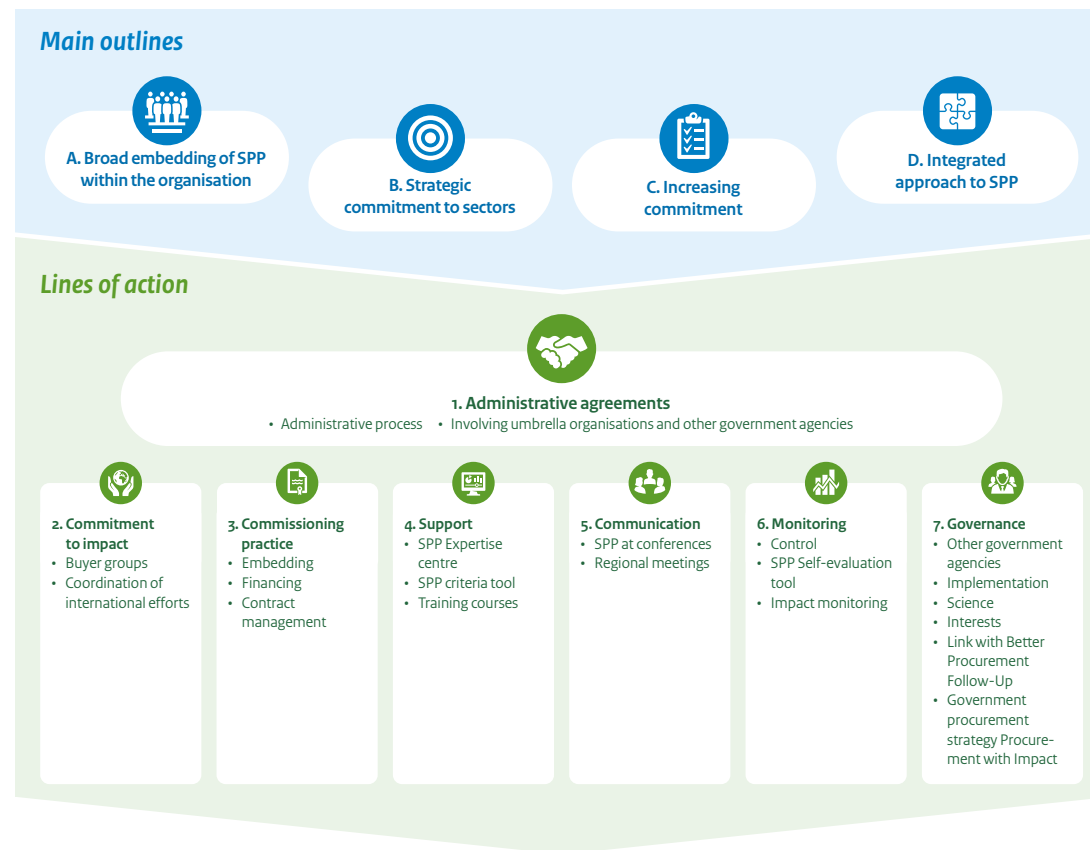 Main outlines
A. Broad embedding of SPP
within the organisation
B. Strategic
commitment to sectors
C. Increasing
commitment
D. Integrated
approach to SPP
Lines of action
1. Administrative agreements
• Administrative process • Involving umbrella organisations and other government agencies
2. Commitment
to impact
• Buyer groups
• Coordination of
international efforts
3. Commissioning
practice
• Embedding
• Financing
• Contract
management
4. Support
• SPP Expertise
centre
• SPP criteria tool
• Training courses
5. Communication
• SPP at conferences
• Regional meetings
6. Monitoring
• Control
• SPP Self-evaluation
tool
• Impact monitoring
7. Governance
• Other government
agencies
• Implementation
• Science
• Interests
• Link with Better
Procurement
Follow-Up
• Government
procurement
strategy Procure-
ment with Impact